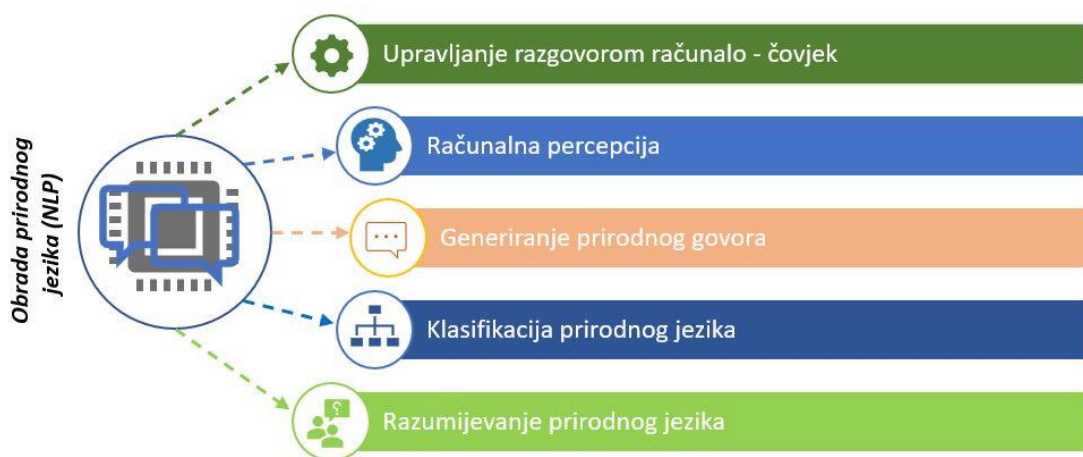 Obrada prirodnog
jezika (NLP)
Upravljanje razgovorom računalo - čovjek
Računalna percepcija
Generiranje prirodnog govora
Klasifikacija prirodnog jezika
Razumijevanje prirodnog jezika
?